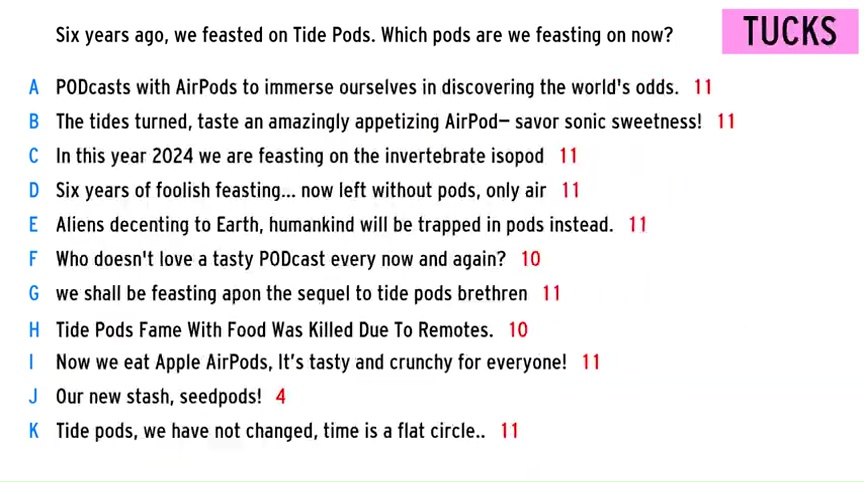 Six years ago, we feasted on Tide Pods. Which pods are we feasting on now?
TUCKS
A PODcasts with AirPods to immerse ourselves in discovering the world's odds. 11
B The tides turned, taste an amazingly appetizing AirPod— savor sonic sweetness! 11
C In this year 2024 we are feasting on the invertebrate isopod 11
D Six years of foolish feasting... now left without pods, only air 11
E Aliens decenting to Earth, humankind will be trapped in pods instead. 11
F Who doesn't love a tasty PODcast every now and again? 10
G we shall be feasting apon the sequel to tide pods brethren 11
H Tide Pods Fame With Food Was Killed Due To Remotes. 10
I Now we eat Apple AirPods, It's tasty and crunchy for everyone! 11
J Our new stash, seedpods! 4
K Tide pods, we have not changed, time is a flat circle.. 11